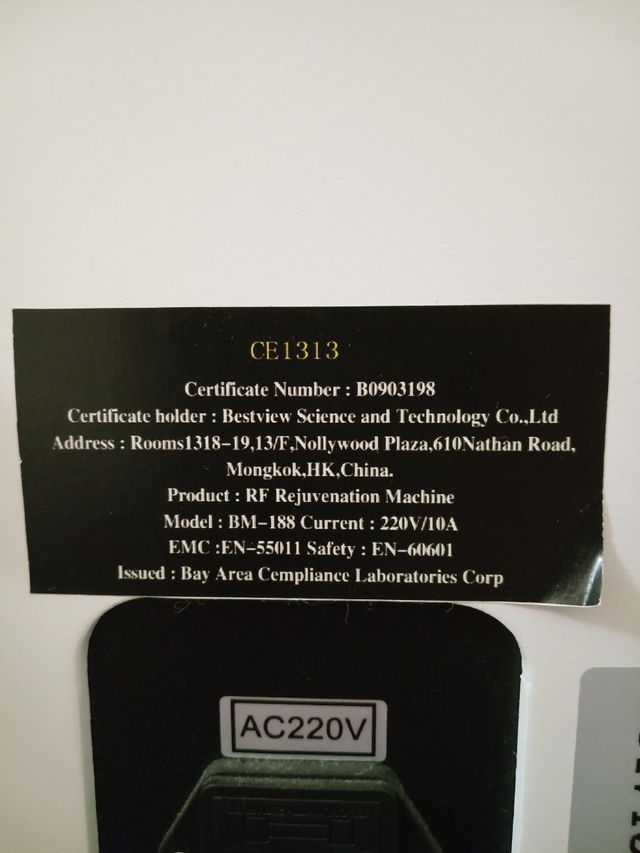 CE1313
Certificate Number : B0903198
Certificate holder : Bestview Science and Technology Co.,Ltd
Address : Rooms1318-19,13/F,Nollywood Plaza,610Nathan Road,
Mongkok,HK,China.
Product : RF Rejuvenation Machine
Model : BM-188 Current : 220V/10A
EMC :EN-55011 Safety : EN-60601
Issued : Bay Area Cempliance Laboratories Corp
AC220V